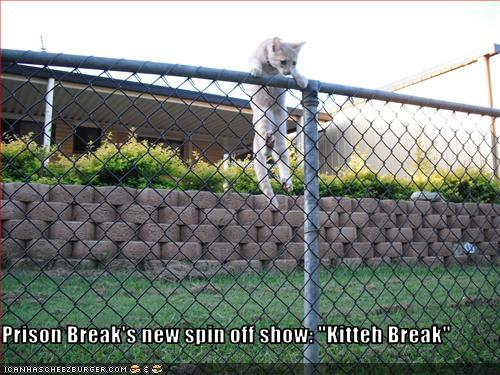 Prison Break's new spin off show: "Kitteh Break"
ICANHASCHEEZBURGER.COM